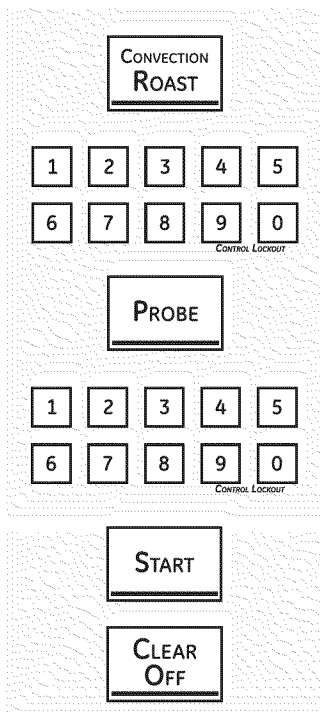 Convection
Roast
1 2 3 4 5
6 7 8 9 0
Control Lockout
Probe
1 2 3 4 5
6 7 8 9 0
Control Lockout
Start
Clear
Off